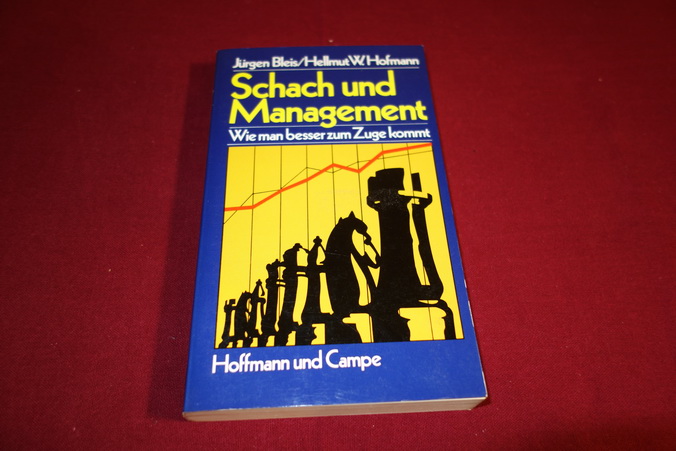 Jürgen Bleis/Hellmut W. Hofmann
Schach und
Management
Wie man besser zum Zuge kommt
Hoffmann und Campe